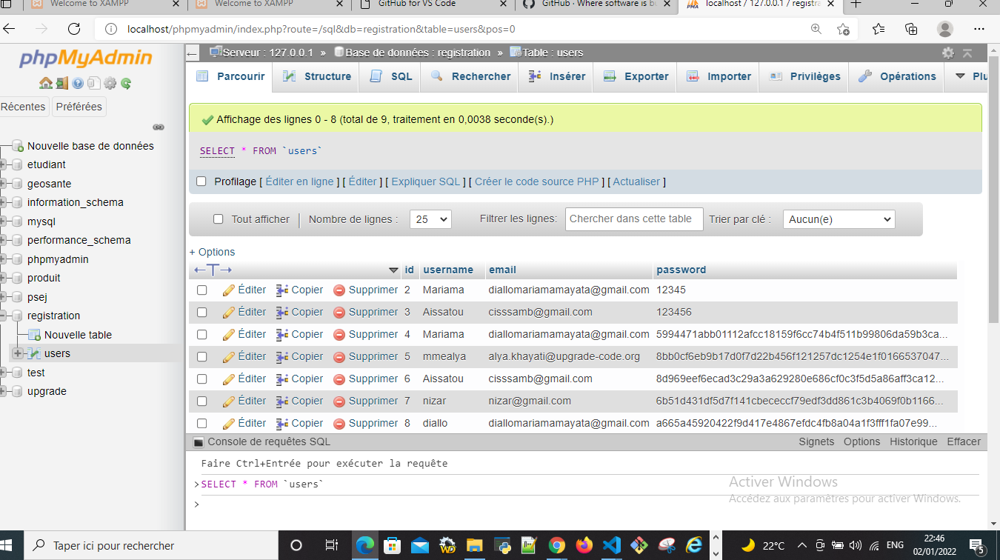 Welcome to XAMPP
Welcome to XAMPP
GitHub for VS Code
GitHub · Where software is bu
localhost / 127.0.0.1 / registra
localhost/phpmyadmin/index.php?route=/sql&db=registration&table=users&pos=0
phpMyAdmin
Récentes
Préférées
Nouvelle base de données
etudiant
geosante
information_schema
mysql
performance_schema
phpmyadmin
produit
psej
registration
Nouvelle table
users
test
upgrade
Serveur : 127.0.0.1 » Base de données : registration » Table : users
Parcourir
Structure
SQL
Rechercher
Insérer
Exporter
Importer
Privilèges
Opérations
Plu
Affichage des lignes 0 - 8 (total de 9, traitement en 0,0038 seconde(s).)
SELECT * FROM `users`
Profilage [ Éditer en ligne ] [ Éditer ] [ Expliquer SQL ] [ Créer le code source PHP ] [ Actualiser ]
Tout afficher | Nombre de lignes : 25 Filtrer les lignes: Chercher dans cette table Trier par clé : Aucun(e)
+ Options
←T→ id username email password
Éditer Copier Supprimer 2 Mariama diallomariamamayata@gmail.com 12345
Éditer Copier Supprimer 3 Aissatou cisssamb@gmail.com 123456
Éditer Copier Supprimer 4 Mariama diallomariamamayata@gmail.com 5994471abb01112afcc18159f6cc74b4f511b99806da59b3ca...
Éditer Copier Supprimer 5 mmealya alya.khayati@upgrade-code.org 8bb0cf6eb9b17d0f7d22b456f121257dc1254e1f0166537047...
Éditer Copier Supprimer 6 Aissatou cisssamb@gmail.com 8d969eef6ecad3c29a3a629280e686cf0c3f5d5a86aff3ca12...
Éditer Copier Supprimer 7 nizar nizar@gmail.com 6b51d431df5d7f141cbececcf79edf3dd861c3b4069f0b1166...
Éditer Copier Supprimer 8 diallo diallomariamamayata@gmail.com a665a45920422f9d417e4867efdc4fb8a04a1f3fff1fa07e99...
Console de requêtes SQL
Signets Options Historique Effacer
Faire Ctrl+Entrée pour exécuter la requête
>SELECT * FROM `users`
>
Activer Windows
Accédez aux paramètres pour activer Windows.
Taper ici pour rechercher
22°C
ENG
22:46
02/01/2022
5